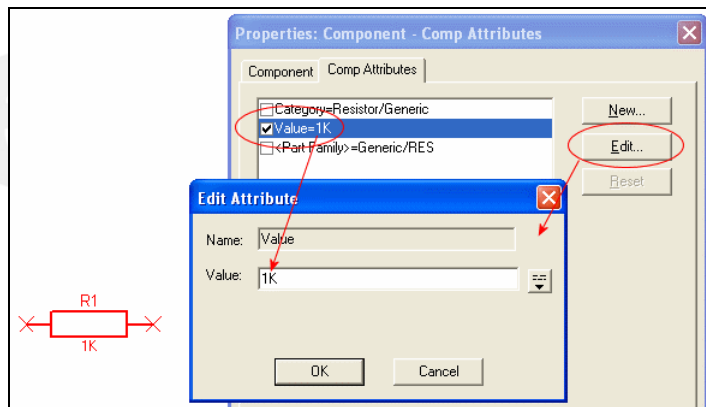 Properties: Component - Comp Attributes
Component
Comp Attributes
Category=Resistor/Generic
Value=1K
<Part Family>=Generic/RES
New...
Edit...
Reset
Edit Attribute
Name:
Value
Value:
1K
OK
Cancel
R1
1K